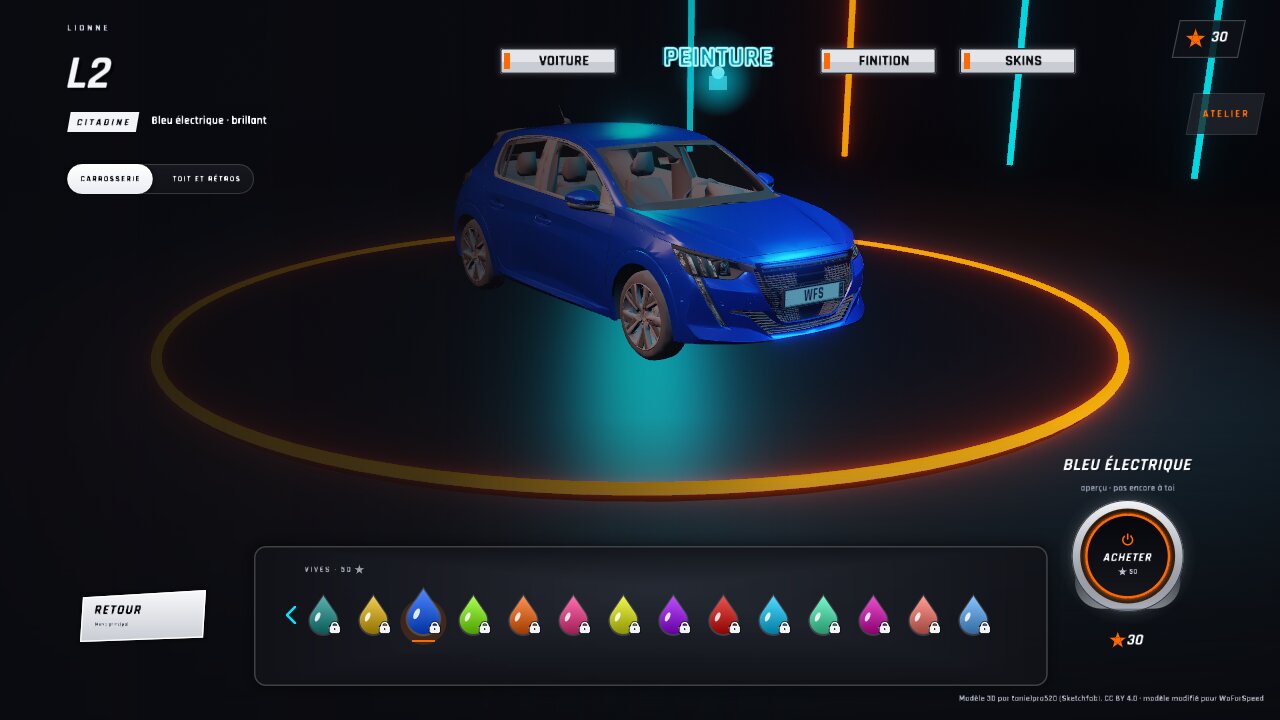 LIONNE
L2
CITADINE
Bleu électrique · brillant
CARROSSERIE
TOIT ET RÉTROS
VOITURE
PEINTURE
FINITION
SKINS
★ 30
ATELIER
WFS
BLEU ÉLECTRIQUE
aperçu · pas encore à toi
ACHETER
★ 50
★30
VIVES · 50 ★
RETOUR
Menu principal
Modèle 3D par tonielpro520 (Sketchfab), CC BY 4.0 · modèle modifié pour WoForSpeed